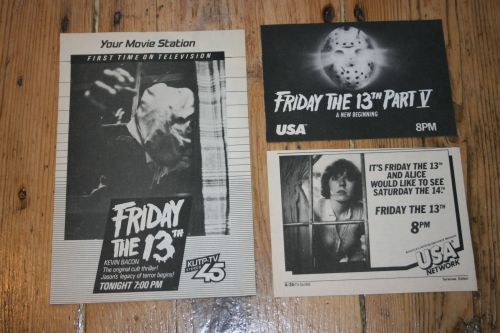 Your Movie Station
FIRST TIME ON TELEVISION
FRIDAY
THE 13TH
KEVIN BACON
The original cult thriller!
Jason's legacy of terror begins!
TONIGHT 7:00 PM
KUTP-TV
45
FRIDAY THE 13TH PART V
A NEW BEGINNING
USA
8PM
IT'S FRIDAY THE 13TH
AND ALICE
WOULD LIKE TO SEE
SATURDAY THE 14TH.
FRIDAY THE 13TH
8PM
USA
NETWORK